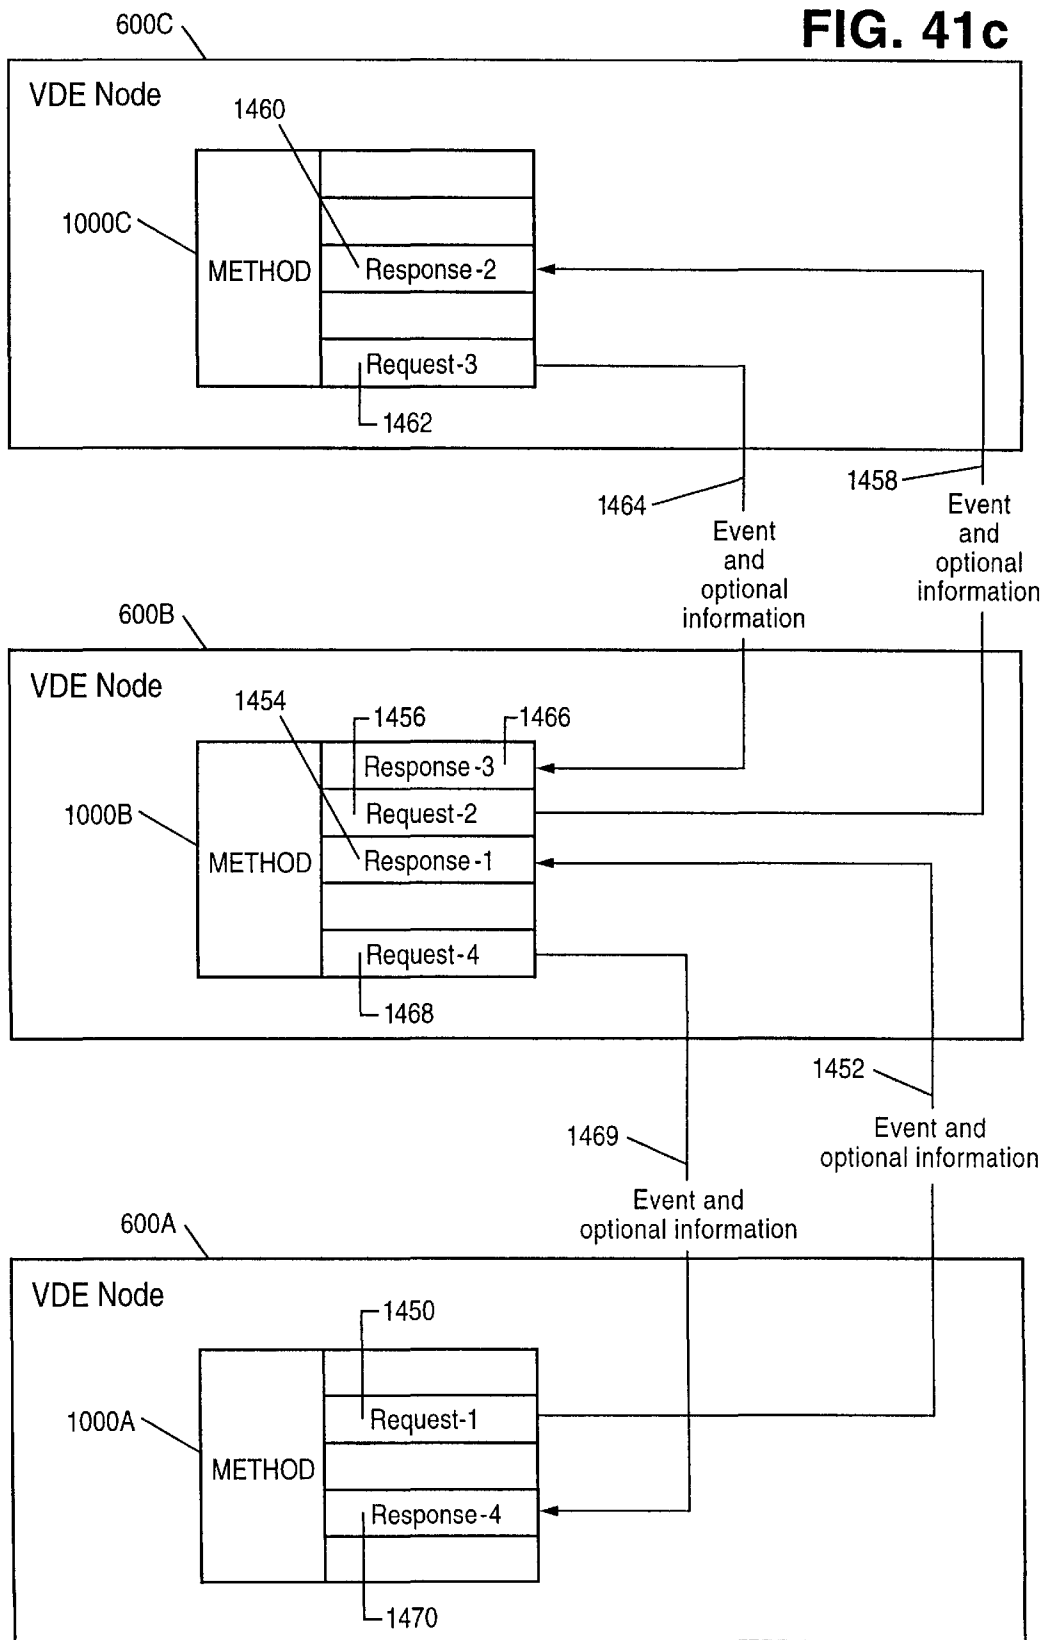 FIG. 41c
600C
VDE Node
1460
1000C
METHOD
Response-2
Request-3
1462
1464
1458
Event
and
optional
information
Event
and
optional
information
600B
VDE Node
1454
1456
1466
Response-3
1000B
Request-2
METHOD
Response-1
Request-4
1468
1452
1469
Event and
optional information
Event and
optional information
600A
VDE Node
1450
1000A
Request-1
METHOD
Response-4
1470